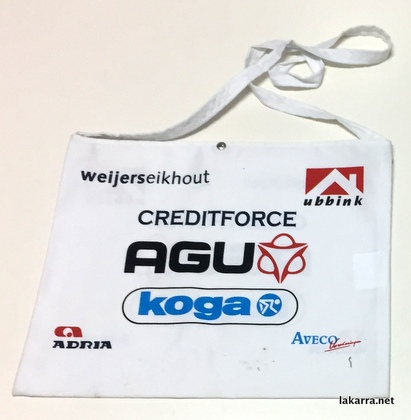 weijerseikhout
ubbink
CREDITFORCE
AGU
koga
ADRIA
AVECO
lakarra.net